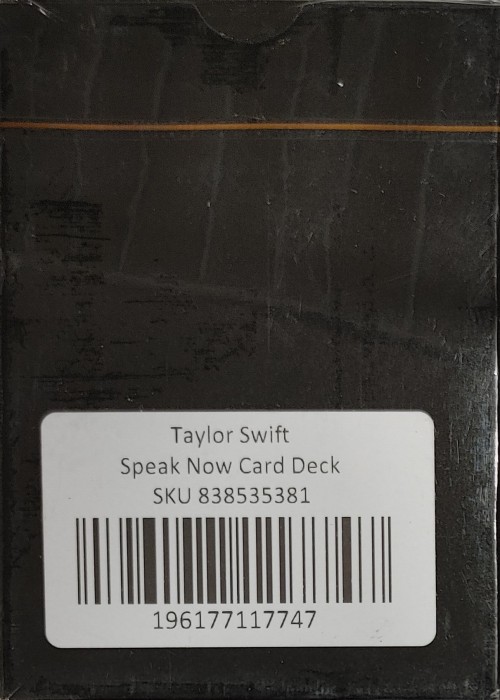 Taylor Swift
Speak Now Card Deck
SKU 838535381
196177117747